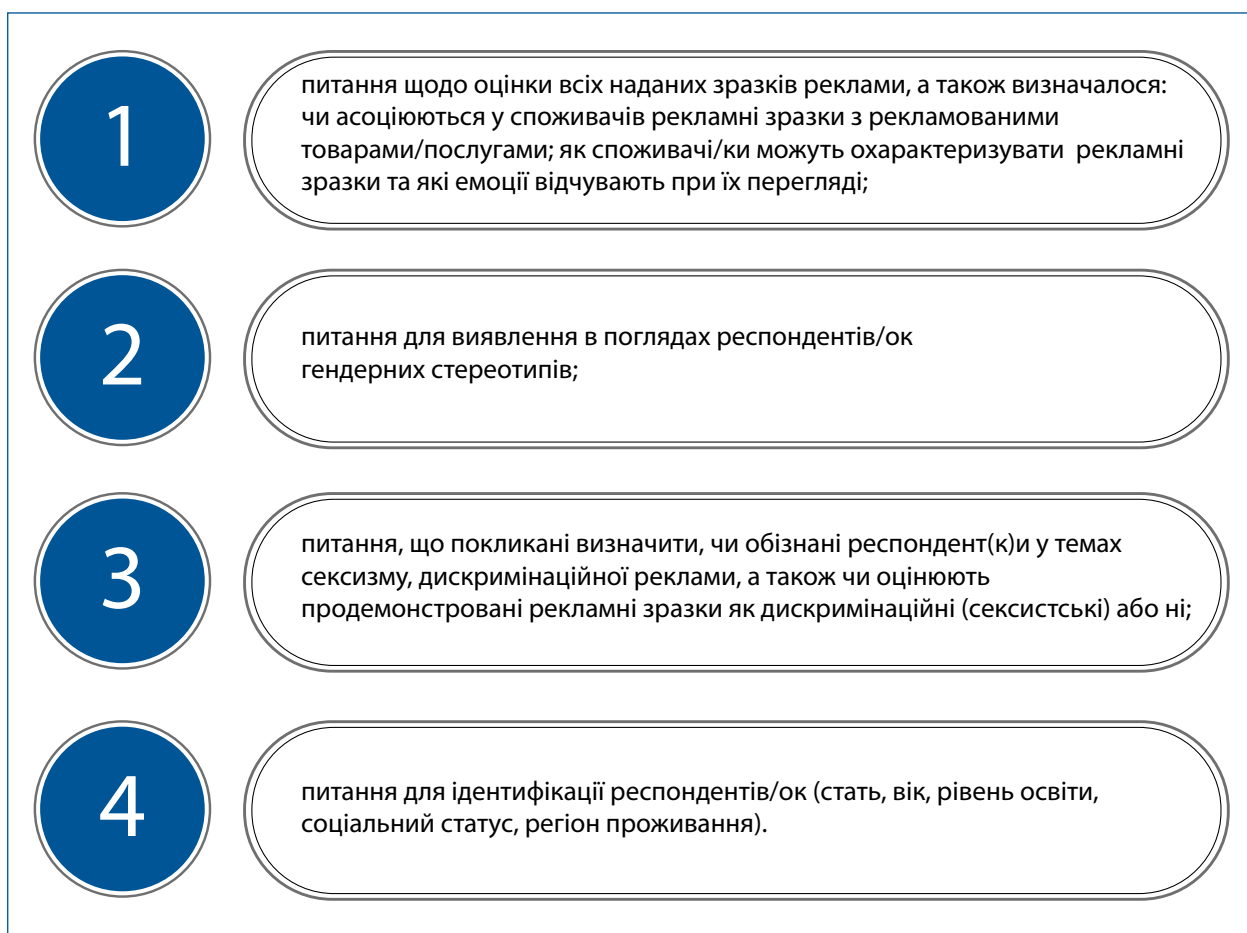 1
питання щодо оцінки всіх наданих зразків реклами, а також визначалося:
чи асоціюються у споживачів рекламні зразки з рекламованими
товарами/послугами; як споживачі/ки можуть охарактеризувати рекламні
зразки та які емоції відчувають при їх перегляді;
2
питання для виявлення в поглядах респондентів/ок
гендерних стереотипів;
3
питання, що покликані визначити, чи обізнані респондент(к)и у темах
сексизму, дискримінаційної реклами, а також чи оцінюють
продемонстровані рекламні зразки як дискримінаційні (сексистські) або ні;
4
питання для ідентифікації респондентів/ок (стать, вік, рівень освіти,
соціальний статус, регіон проживання).